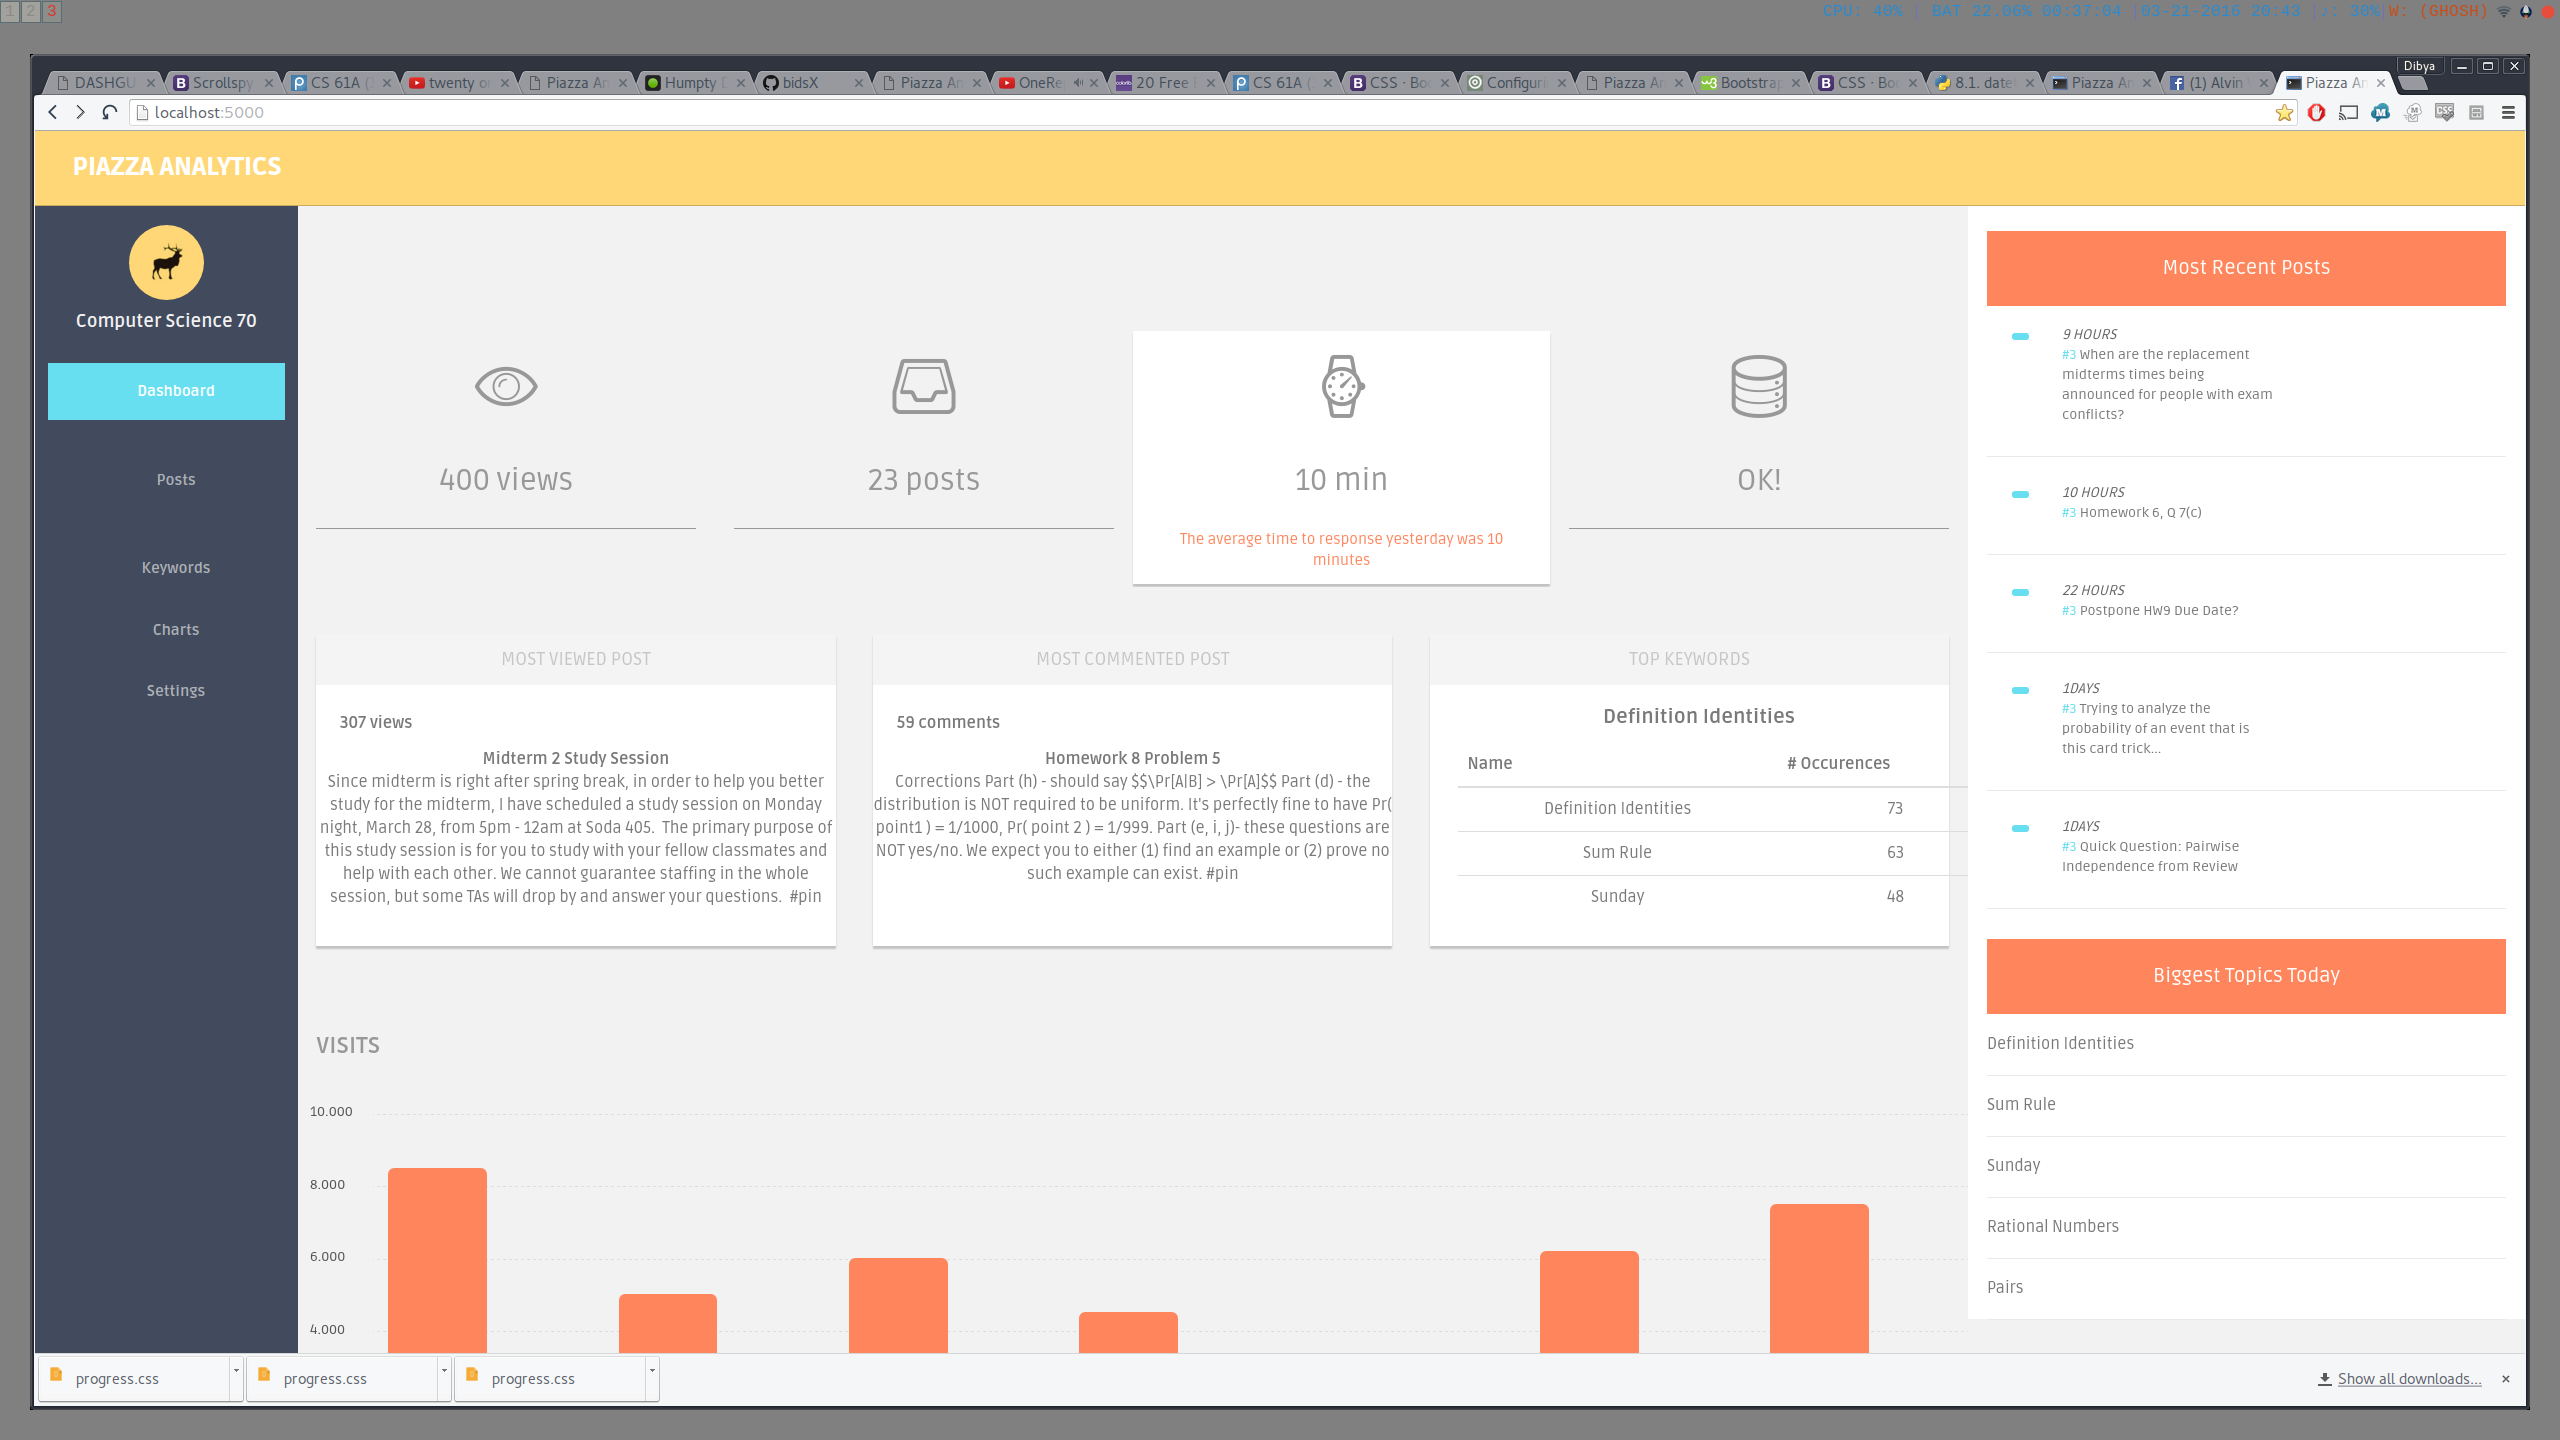 1 2 3
CPU: 40% | BAT 22.06% 00:37:04 |03-21-2016 20:43 |♪: 30%|W: (GHOSH)
Dibya
DASHGU Scrollspy CS 61A ( twenty o Piazza An Humpty D bidsX Piazza An OneRe 20 Free CS 61A ( CSS · Boo Configuri Piazza An Bootstrap CSS · Boo 8.1. date Piazza An (1) Alvin Piazza An
localhost:5000
PIAZZA ANALYTICS
Computer Science 70
Dashboard
Posts
Keywords
Charts
Settings
400 views
23 posts
10 min
The average time to response yesterday was 10
minutes
OK!
MOST VIEWED POST
307 views
Midterm 2 Study Session
Since midterm is right after spring break, in order to help you better
study for the midterm, I have scheduled a study session on Monday
night, March 28, from 5pm - 12am at Soda 405. The primary purpose of
this study session is for you to study with your fellow classmates and
help with each other. We cannot guarantee staffing in the whole
session, but some TAs will drop by and answer your questions. #pin
MOST COMMENTED POST
59 comments
Homework 8 Problem 5
Corrections Part (h) - should say $$\Pr[A|B] > \Pr[A]$$ Part (d) - the
distribution is NOT required to be uniform. It's perfectly fine to have Pr(
point1 ) = 1/1000, Pr( point 2 ) = 1/999. Part (e, i, j)- these questions are
NOT yes/no. We expect you to either (1) find an example or (2) prove no
such example can exist. #pin
TOP KEYWORDS
Definition Identities
Name # Occurences
Definition Identities 73
Sum Rule 63
Sunday 48
VISITS
10.000
8.000
6.000
4.000
Most Recent Posts
9 HOURS
#3 When are the replacement
midterms times being
announced for people with exam
conflicts?
10 HOURS
#3 Homework 6, Q 7(c)
22 HOURS
#3 Postpone HW9 Due Date?
1DAYS
#3 Trying to analyze the
probability of an event that is
this card trick...
1DAYS
#3 Quick Question: Pairwise
Independence from Review
Biggest Topics Today
Definition Identities
Sum Rule
Sunday
Rational Numbers
Pairs
progress.css progress.css progress.css
Show all downloads...